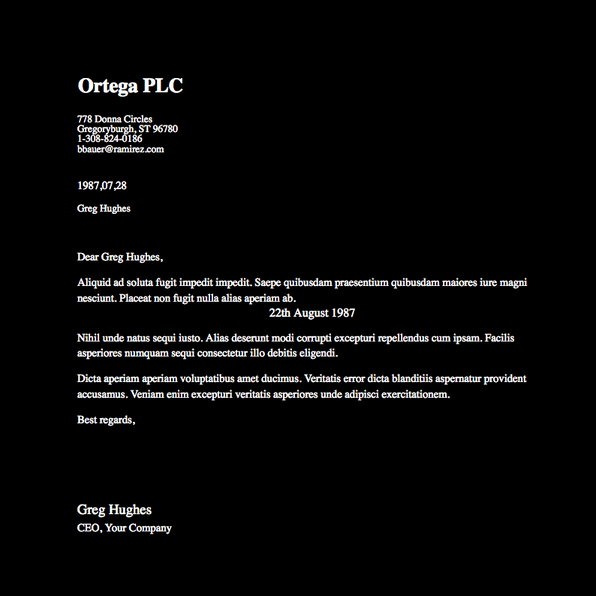 Ortega PLC
778 Donna Circles
Gregoryburgh, ST 96780
1-308-824-0186
bbauer@ramirez.com
1987,07,28
Greg Hughes
Dear Greg Hughes,
Aliquid ad soluta fugit impedit impedit. Saepe quibusdam praesentium quibusdam maiores iure magni
nesciunt. Placeat non fugit nulla alias aperiam ab.
22th August 1987
Nihil unde natus sequi iusto. Alias deserunt modi corrupti excepturi repellendus cum ipsam. Facilis
asperiores numquam sequi consectetur illo debitis eligendi.
Dicta aperiam aperiam voluptatibus amet ducimus. Veritatis error dicta blanditiis aspernatur provident
accusamus. Veniam enim excepturi veritatis asperiores unde adipisci exercitationem.
Best regards,
Greg Hughes
CEO, Your Company